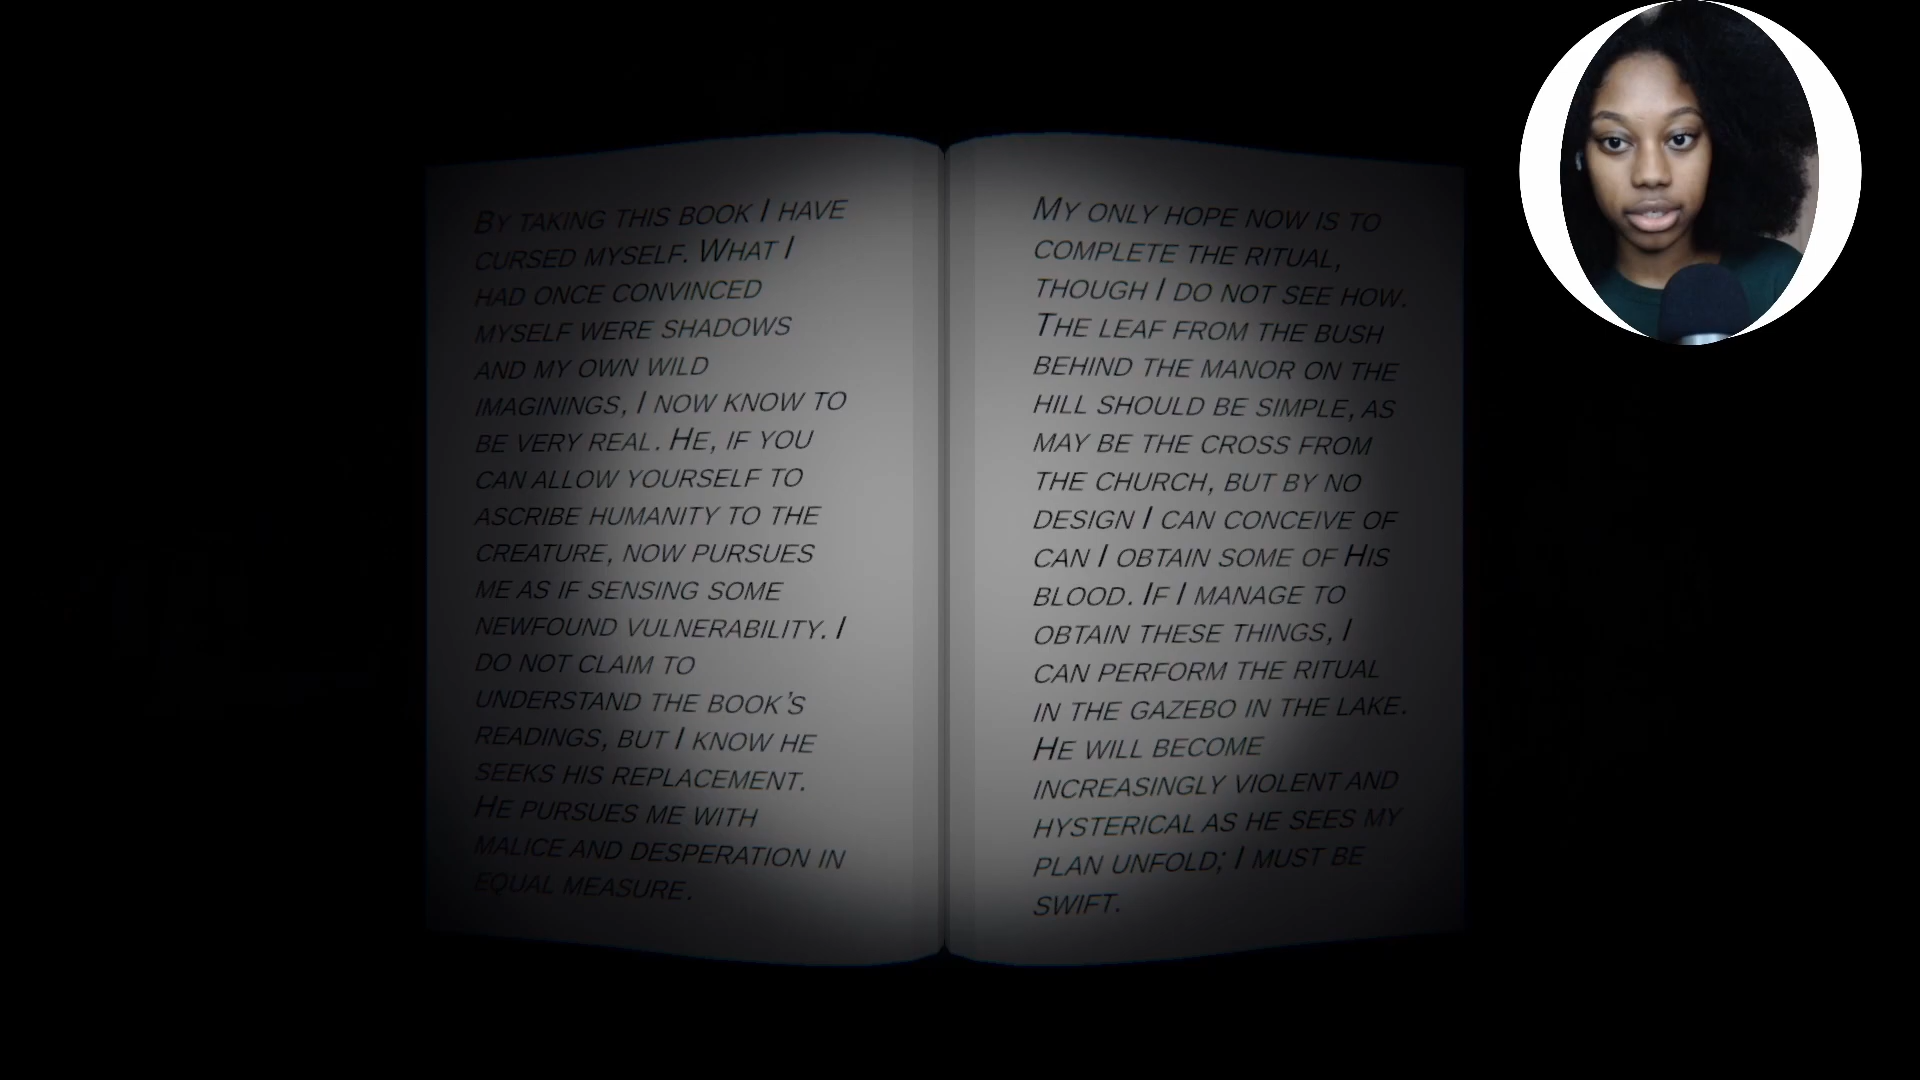 By taking this book I have
cursed myself. What I
had once convinced
myself were shadows
and my own wild
imaginings, I now know to
be very real. He, if you
can allow yourself to
ascribe humanity to the
creature, now pursues
me as if sensing some
newfound vulnerability. I
do not claim to
understand the book's
readings, but I know he
seeks his replacement.
He pursues me with
malice and desperation in
equal measure.
My only hope now is to
complete the ritual,
though I do not see how.
The leaf from the bush
behind the manor on the
hill should be simple, as
may be the cross from
the church, but by no
design I can conceive of
can I obtain some of His
blood. If I manage to
obtain these things, I
can perform the ritual
in the gazebo in the lake.
He will become
increasingly violent and
hysterical as he sees my
plan unfold; I must be
swift.